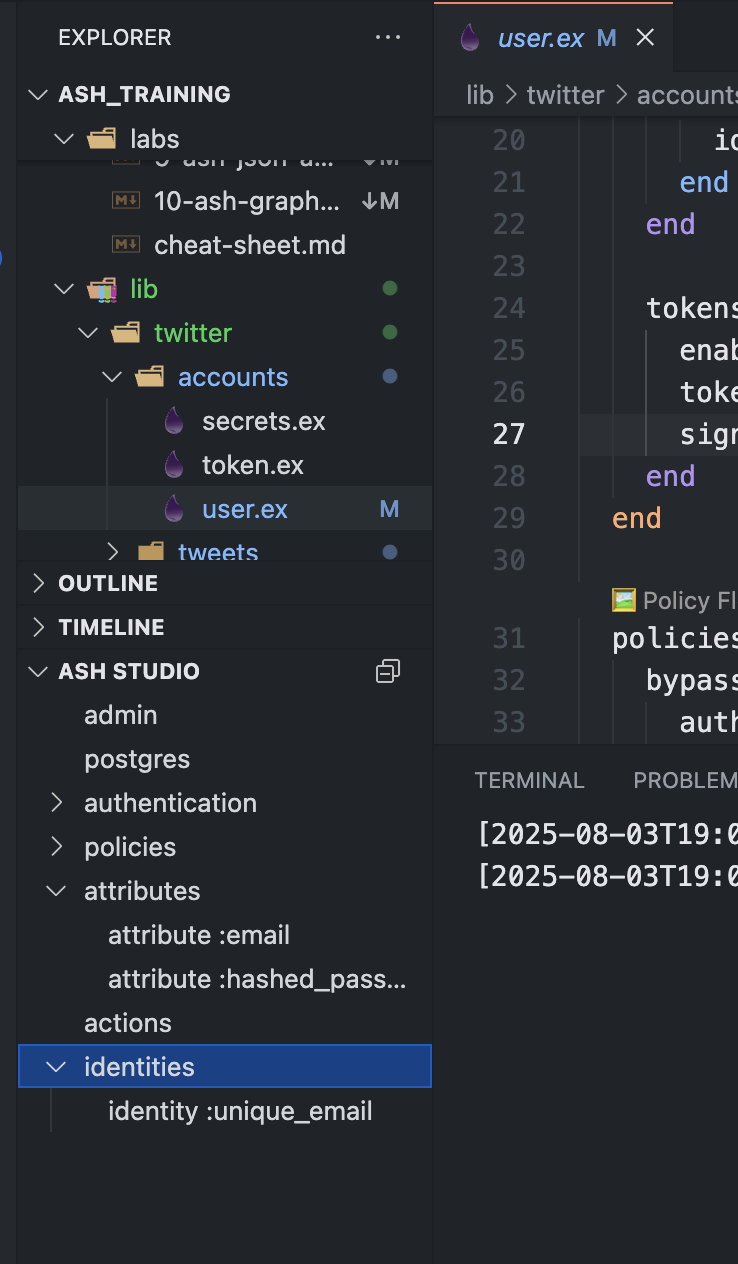 EXPLORER
ASH_TRAINING
labs
10-ash-graph... ↓M
cheat-sheet.md
lib
twitter
accounts
secrets.ex
token.ex
user.ex M
tweets
OUTLINE
TIMELINE
ASH STUDIO
admin
postgres
authentication
policies
attributes
attribute :email
attribute :hashed_pass...
actions
identities
identity :unique_email
user.ex M
lib > twitter > accounts
20 id
21 end
22 end
23
24 tokens
25 enab
26 toke
27 sign
28 end
29 end
30
Policy Fl
31 policies
32 bypass
33 auth
TERMINAL PROBLEM
[2025-08-03T19:0
[2025-08-03T19:0